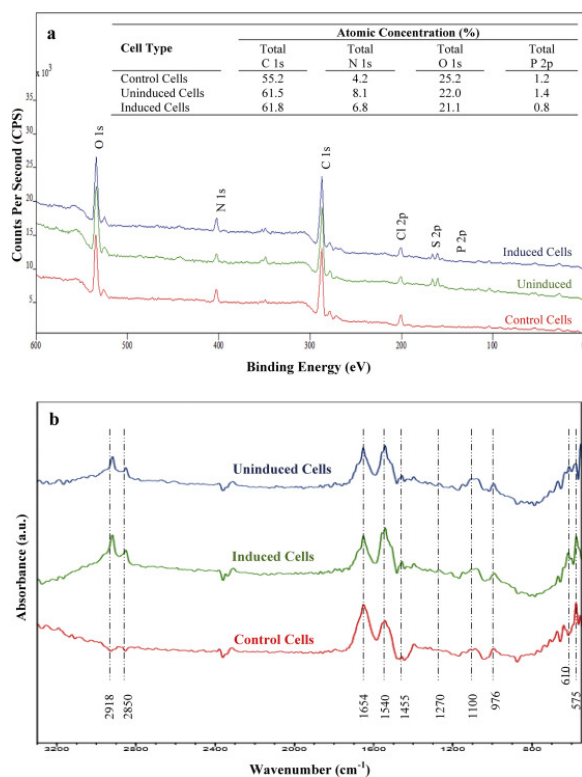 a
Atomic Concentration (%)
Cell Type
Total Total Total Total
C 1s N 1s O 1s P 2p
Control Cells 55.2 4.2 25.2 1.2
Uninduced Cells 61.5 8.1 22.0 1.4
Induced Cells 61.8 6.8 21.1 0.8
x 10³
35
30
25
20
15
10
5
Counts Per Second (CPS)
O 1s
N 1s
C 1s
Cl 2p
S 2p
P 2p
Induced Cells
Uninduced
Control Cells
600 500 400 300 200 100
Binding Energy (eV)
b
Absorbance (a.u.)
Uninduced Cells
Induced Cells
Control Cells
2918
2850
1654
1540
1455
1270
1100
976
610
575
3200 2800 2400 2000 1600 1200 800
Wavenumber (cm⁻¹)